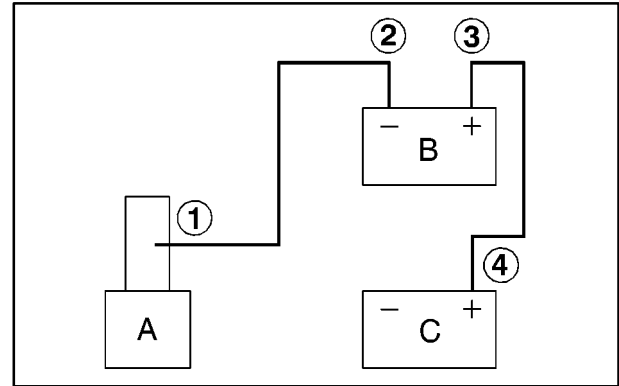 ② ③
− +
B
①
④
− +
A C